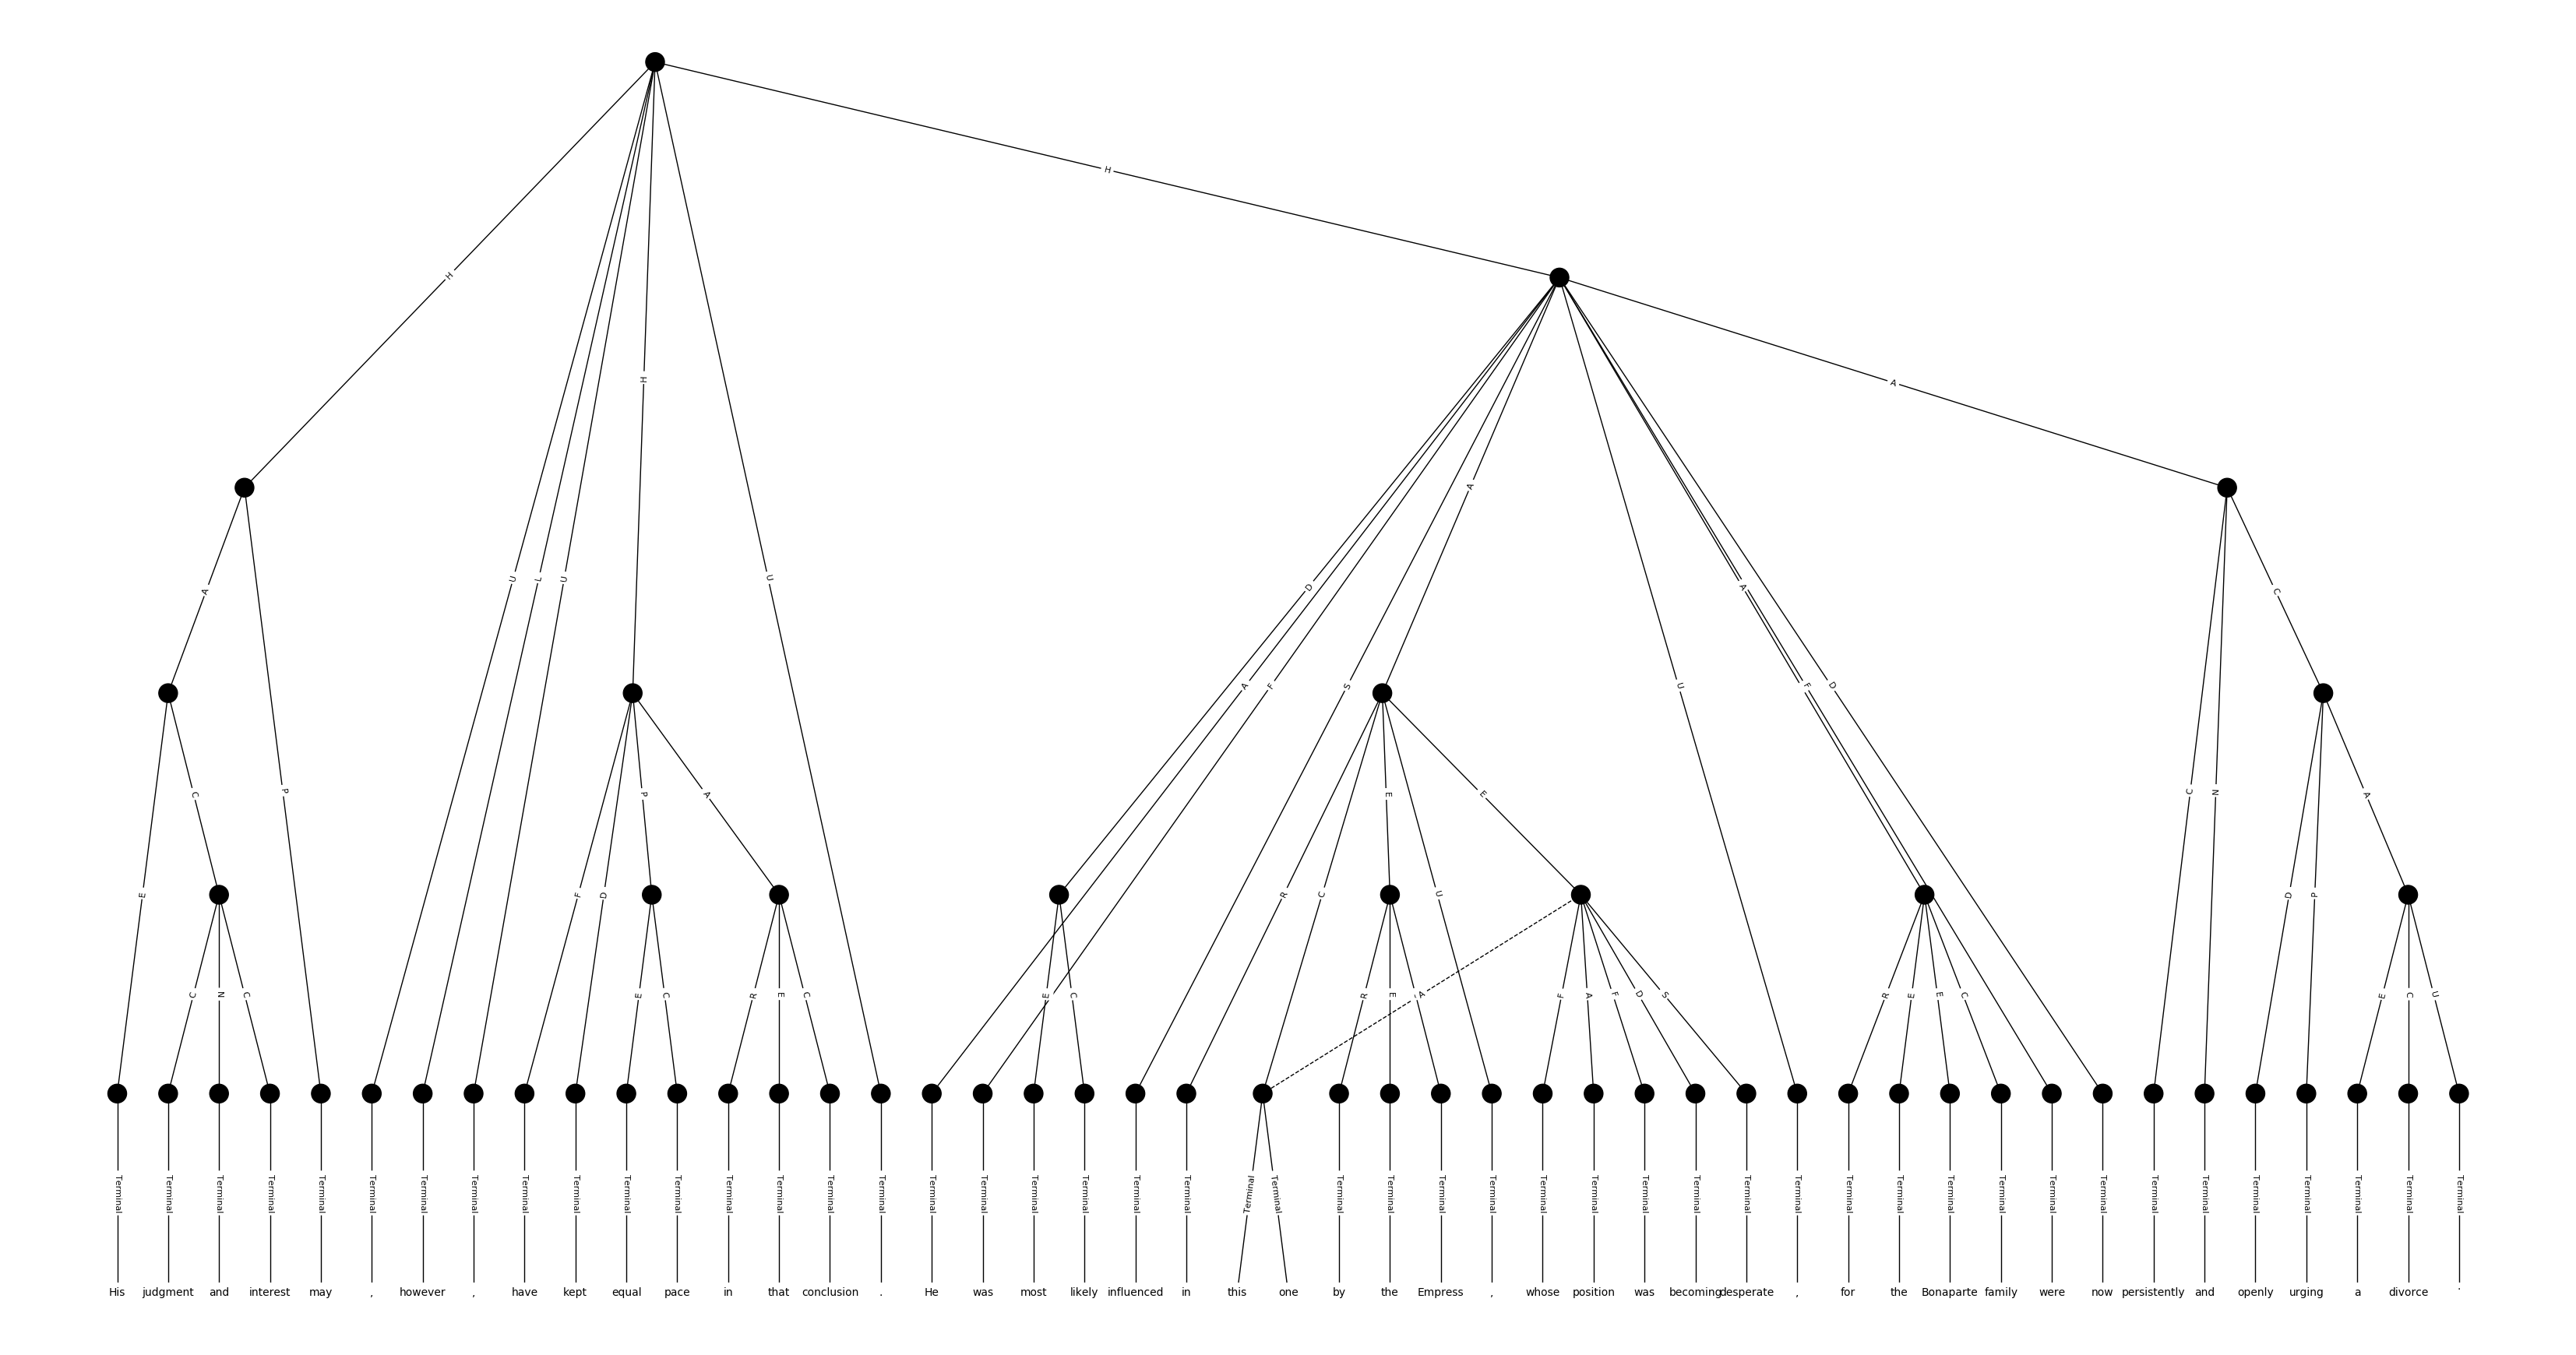 H
H
H
A
A
A
C
D
A
U
L
U
U
A
F
S
U
A
F
D
C
P
P
E
E
A
C
N
A
E
F
D
R
C
U
D
P
C
N
C
E
C
R
E
C
E
C
R
E
A
A
F
A
F
D
S
R
E
E
C
E
C
U
Terminal Terminal Terminal Terminal Terminal Terminal Terminal Terminal Terminal Terminal Terminal Terminal Terminal Terminal Terminal Terminal Terminal Terminal Terminal Terminal Terminal Terminal Terminal Terminal Terminal Terminal Terminal Terminal Terminal Terminal Terminal Terminal Terminal Terminal Terminal Terminal Terminal Terminal Terminal Terminal Terminal Terminal Terminal Terminal Terminal Terminal Terminal
His judgment and interest may , however , have kept equal pace in that conclusion . He was most likely influenced in this one by the Empress , whose position was becoming desperate , for the Bonaparte family were now persistently and openly urging a divorce .